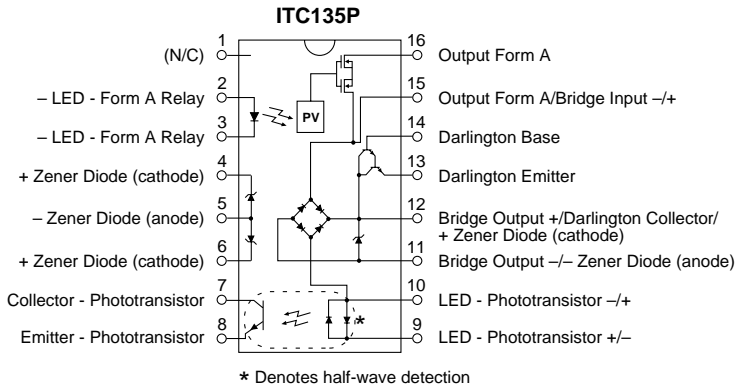 ITC135P
1
(N/C)
2
– LED - Form A Relay
3
– LED - Form A Relay
4
+ Zener Diode (cathode)
5
– Zener Diode (anode)
6
+ Zener Diode (cathode)
7
Collector - Phototransistor
8
Emitter - Phototransistor
PV
*
16
Output Form A
15
Output Form A/Bridge Input –/+
14
Darlington Base
13
Darlington Emitter
12
Bridge Output +/Darlington Collector/
+ Zener Diode (cathode)
11
Bridge Output –/– Zener Diode (anode)
10
LED - Phototransistor –/+
9
LED - Phototransistor +/–
* Denotes half-wave detection